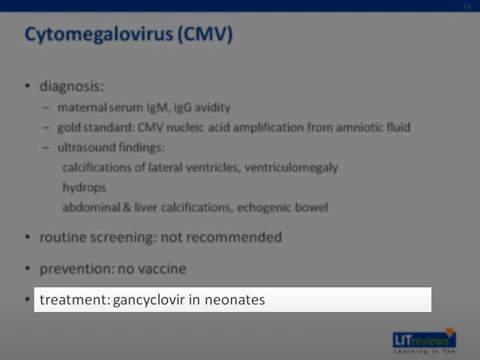 12
Cytomegalovirus (CMV)
• diagnosis:
– maternal serum IgM, IgG avidity
– gold standard: CMV nucleic acid amplification from amniotic fluid
– ultrasound findings:
calcifications of lateral ventricles, ventriculomegaly
hydrops
abdominal & liver calcifications, echogenic bowel
• routine screening: not recommended
• prevention: no vaccine
• treatment: gancyclovir in neonates
LITreviews
Learning in Ten